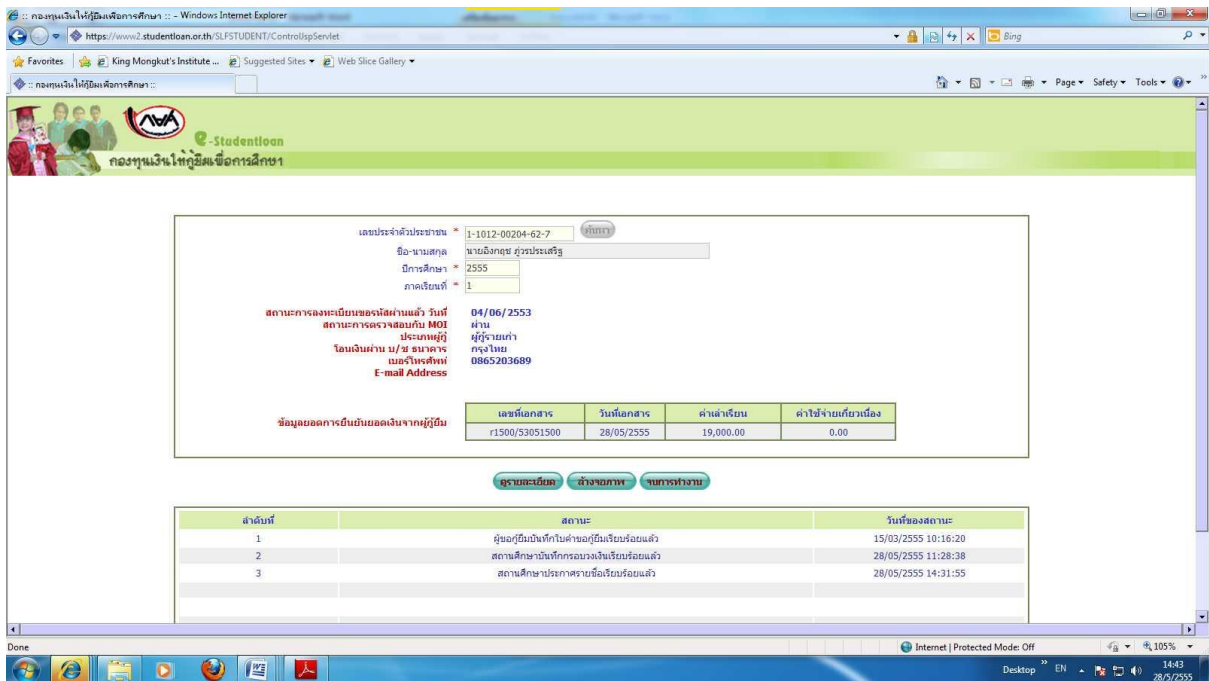 :: กองทุนเงินให้กู้ยืมเพื่อการศึกษา :: - Windows Internet Explorer
https://www2.studentloan.or.th/SLFSTUDENT/ControlUspServlet
Bing
Favorites King Mongkut's Institute ... Suggested Sites Web Slice Gallery
:: กองทุนเงินให้กู้ยืมเพื่อการศึกษา ::
Page Safety Tools
กยศ
e-Studentloan
กองทุนเงินให้กู้ยืมเพื่อการศึกษา
เลขประจำตัวประชาชน * 1-1012-00204-62-7 ค้นหา
ชื่อ-นามสกุล นายอิงกฤช ภู่วรประเสริฐ
ปีการศึกษา * 2555
ภาคเรียนที่ * 1
สถานะการลงทะเบียนขอรหัสผ่านแล้ว วันที่ 04/06/2553
สถานะการตรวจสอบกับ MOI ผ่าน
ประเภทผู้กู้ ผู้กู้รายเก่า
โอนเงินผ่าน บ/ช ธนาคาร กรุงไทย
เบอร์โทรศัพท์ 0865203689
E-mail Address
ข้อมูลยอดการยืนยันยอดเงินจากผู้กู้ยืม
เลขที่เอกสาร วันที่เอกสาร ค่าเล่าเรียน ค่าใช้จ่ายเกี่ยวเนื่อง
r1500/53051500 28/05/2555 19,000.00 0.00
ดูรายละเอียด ล้างจอภาพ จบการทำงาน
ลำดับที่ สถานะ วันที่ของสถานะ
1 ผู้ขอกู้ยืมบันทึกใบคำขอกู้ยืมเรียบร้อยแล้ว 15/03/2555 10:16:20
2 สถานศึกษาบันทึกกรอบวงเงินเรียบร้อยแล้ว 28/05/2555 11:28:38
3 สถานศึกษาประกาศรายชื่อเรียบร้อยแล้ว 28/05/2555 14:31:55
Done Internet | Protected Mode: Off 105%
Desktop EN 14:43
28/5/2555